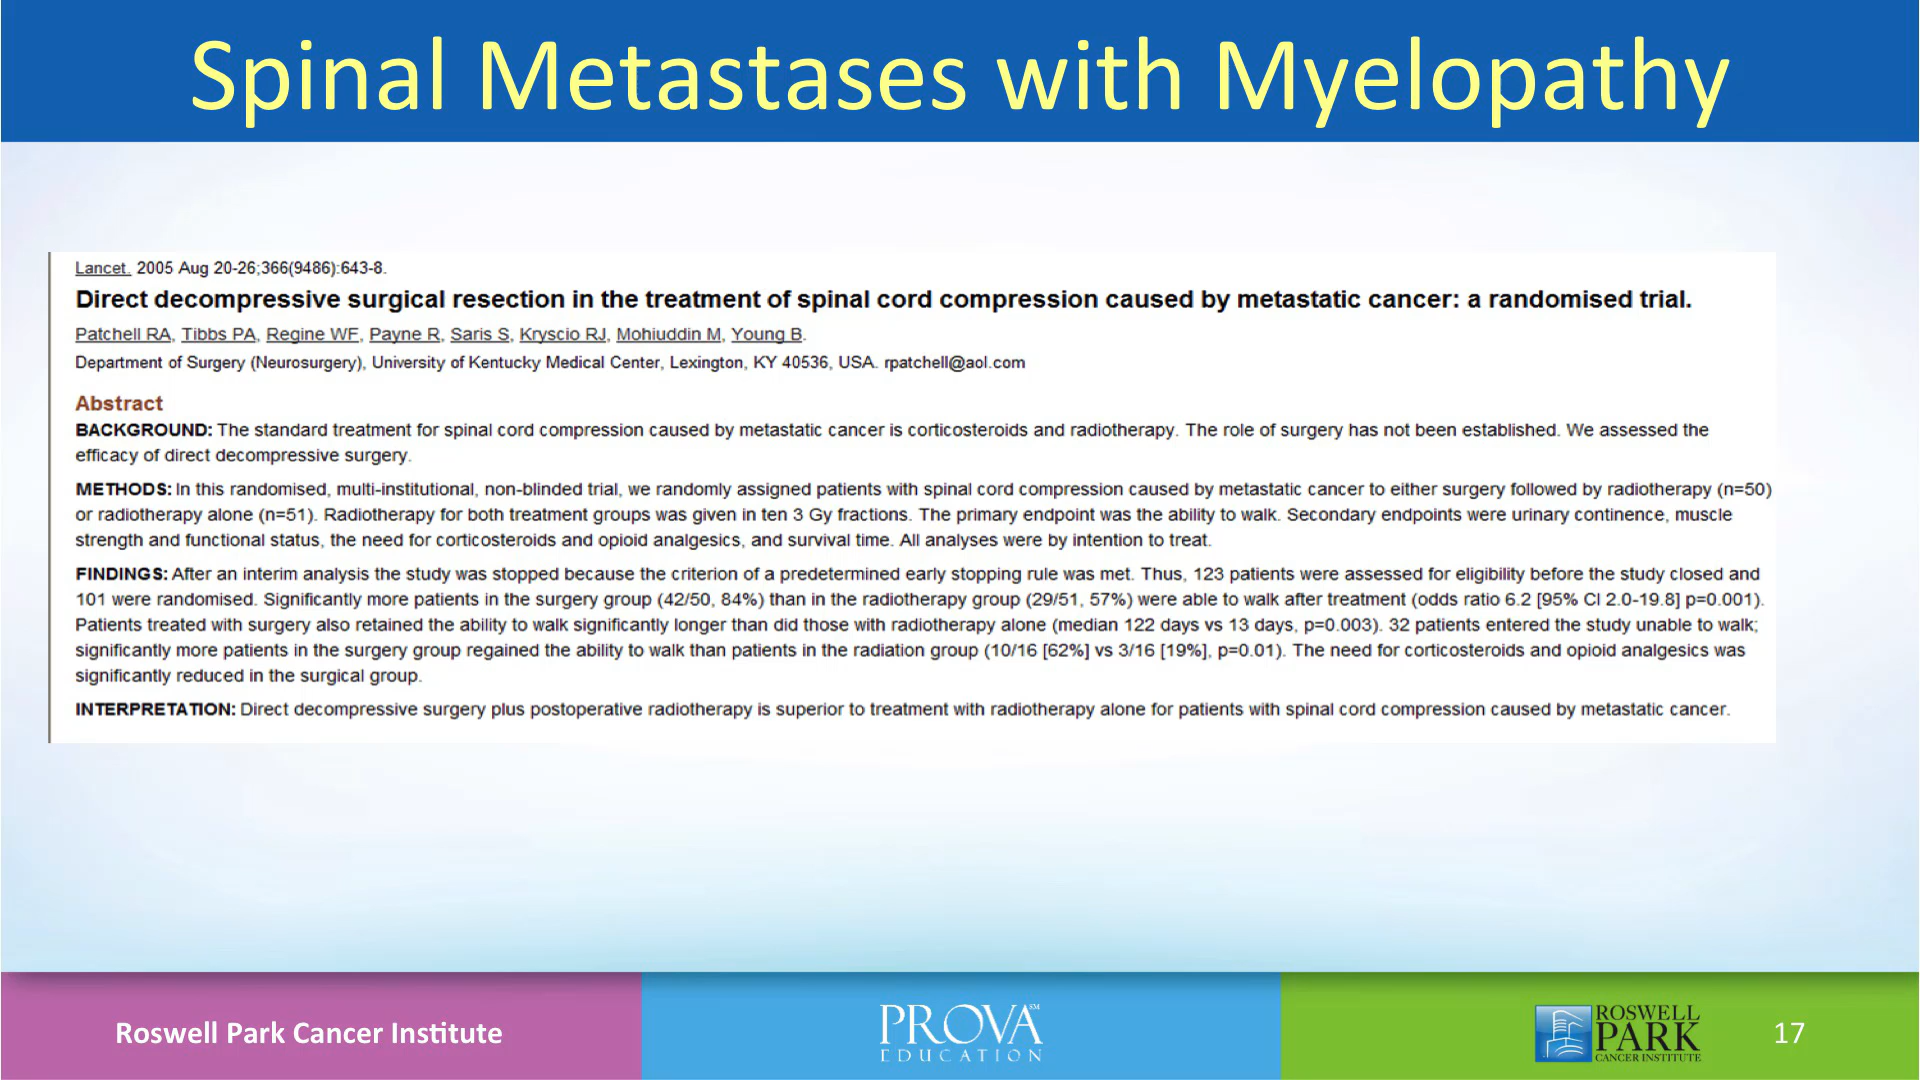 Spinal Metastases with Myelopathy
Lancet. 2005 Aug 20-26;366(9486):643-8.
Direct decompressive surgical resection in the treatment of spinal cord compression caused by metastatic cancer: a randomised trial.
Patchell RA, Tibbs PA, Regine WF, Payne R, Saris S, Kryscio RJ, Mohiuddin M, Young B.
Department of Surgery (Neurosurgery), University of Kentucky Medical Center, Lexington, KY 40536, USA. rpatchell@aol.com
Abstract
BACKGROUND: The standard treatment for spinal cord compression caused by metastatic cancer is corticosteroids and radiotherapy. The role of surgery has not been established. We assessed the
efficacy of direct decompressive surgery.
METHODS: In this randomised, multi-institutional, non-blinded trial, we randomly assigned patients with spinal cord compression caused by metastatic cancer to either surgery followed by radiotherapy (n=50)
or radiotherapy alone (n=51). Radiotherapy for both treatment groups was given in ten 3 Gy fractions. The primary endpoint was the ability to walk. Secondary endpoints were urinary continence, muscle
strength and functional status, the need for corticosteroids and opioid analgesics, and survival time. All analyses were by intention to treat.
FINDINGS: After an interim analysis the study was stopped because the criterion of a predetermined early stopping rule was met. Thus, 123 patients were assessed for eligibility before the study closed and
101 were randomised. Significantly more patients in the surgery group (42/50, 84%) than in the radiotherapy group (29/51, 57%) were able to walk after treatment (odds ratio 6.2 [95% CI 2.0-19.8] p=0.001).
Patients treated with surgery also retained the ability to walk significantly longer than did those with radiotherapy alone (median 122 days vs 13 days, p=0.003). 32 patients entered the study unable to walk;
significantly more patients in the surgery group regained the ability to walk than patients in the radiation group (10/16 [62%] vs 3/16 [19%], p=0.01). The need for corticosteroids and opioid analgesics was
significantly reduced in the surgical group.
INTERPRETATION: Direct decompressive surgery plus postoperative radiotherapy is superior to treatment with radiotherapy alone for patients with spinal cord compression caused by metastatic cancer.
Roswell Park Cancer Institute
PROVA℠
EDUCATION
ROSWELL
PARK
CANCER INSTITUTE
17